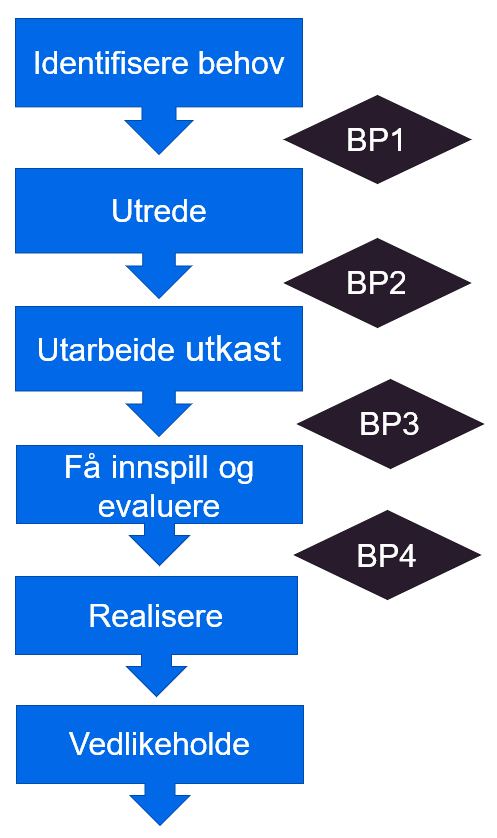 Identifisere behov
BP1
Utrede
BP2
Utarbeide utkast
BP3
Få innspill og
evaluere
BP4
Realisere
Vedlikeholde